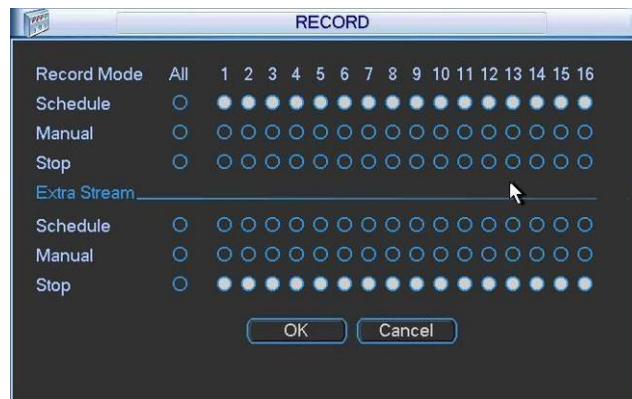 RECORD
Record Mode All 1 2 3 4 5 6 7 8 9 10 11 12 13 14 15 16
Schedule
Manual
Stop
Extra Stream
Schedule
Manual
Stop
OK Cancel